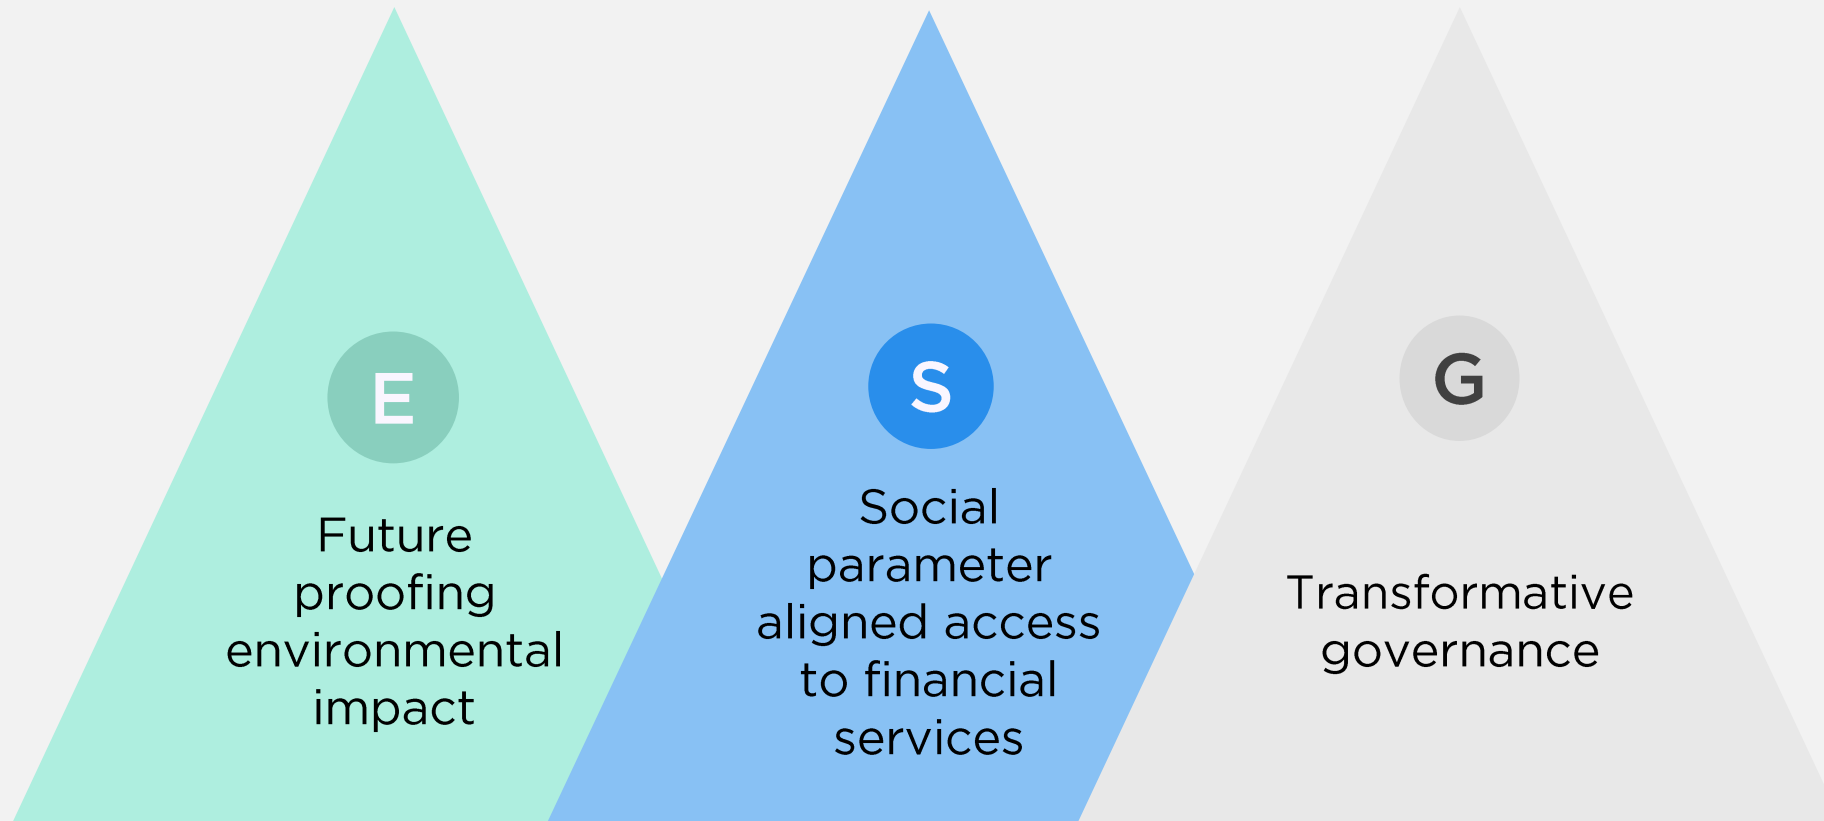 E
Future
proofing
environmental
impact
S
Social
parameter
aligned access
to financial
services
G
Transformative
governance